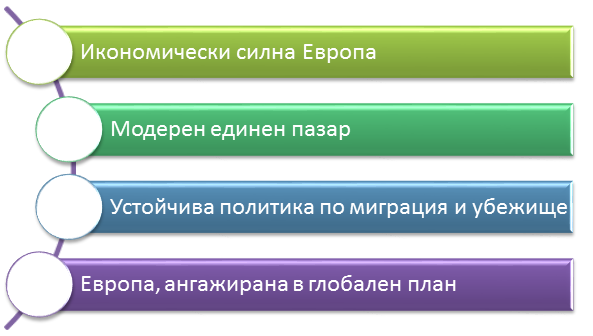 Икономически силна Европа
Модерен единен пазар
Устойчива политика по миграция и убежище
Европа, ангажирана в глобален план